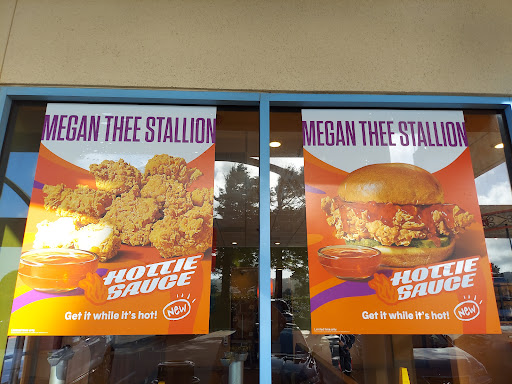 MEGAN THEE STALLION
HOTTIE
SAUCE
Get it while it's hot!
NEW
MEGAN THEE STALLION
HOTTIE
SAUCE
Get it while it's hot!
NEW